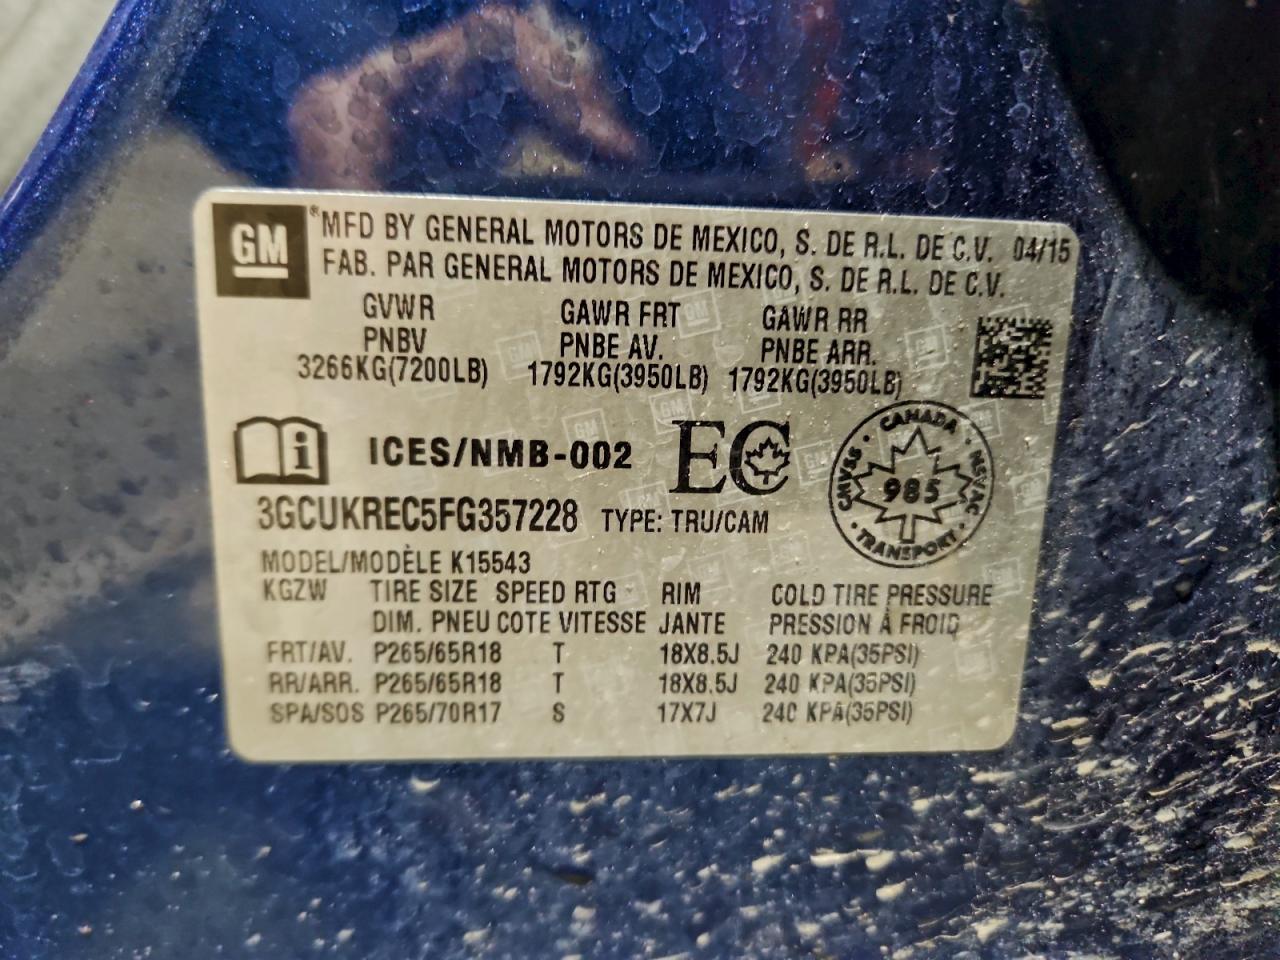 GM
®MFD BY GENERAL MOTORS DE MEXICO, S. DE R.L. DE C.V. 04/15
FAB. PAR GENERAL MOTORS DE MEXICO, S. DE R.L. DE C.V.
GVWR GAWR FRT GAWR RR
PNBV PNBE AV. PNBE ARR.
3266KG(7200LB) 1792KG(3950LB) 1792KG(3950LB)
i ICES/NMB-002 EC
CANADA · NSVAC · TRANSPORT · CMVSS ·
985
3GCUKREC5FG357228 TYPE: TRU/CAM
MODEL/MODÈLE K15543
KGZW TIRE SIZE SPEED RTG RIM COLD TIRE PRESSURE
DIM. PNEU COTE VITESSE JANTE PRESSION À FROID
FRT/AV. P265/65R18 T 18X8.5J 240 KPA(35PSI)
RR/ARR. P265/65R18 T 18X8.5J 240 KPA(35PSI)
SPA/SOS P265/70R17 S 17X7J 240 KPA(35PSI)